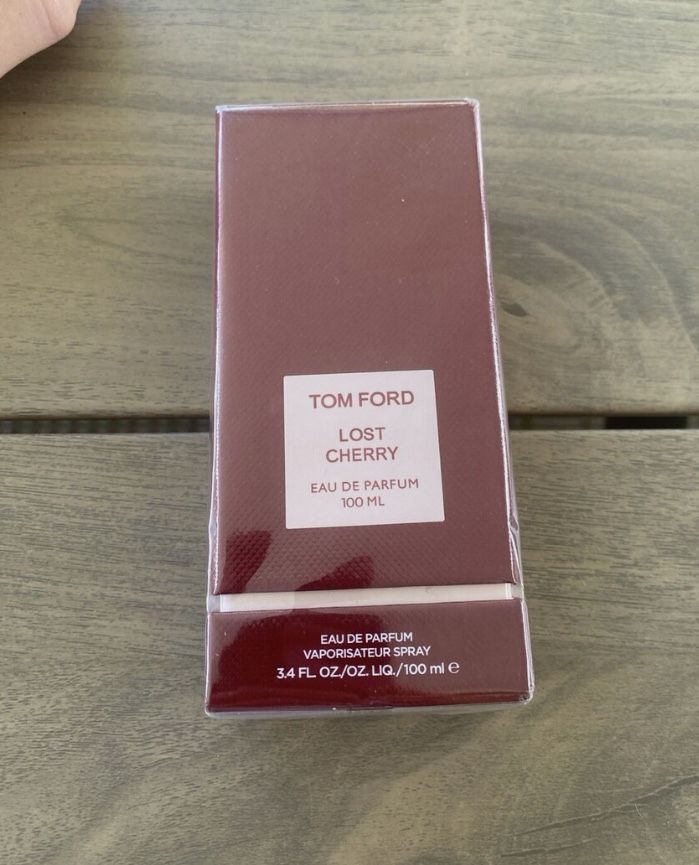 TOM FORD
LOST
CHERRY
EAU DE PARFUM
100 ML
EAU DE PARFUM
VAPORISATEUR SPRAY
3.4 FL. OZ./OZ. LIQ./100 ml ℮